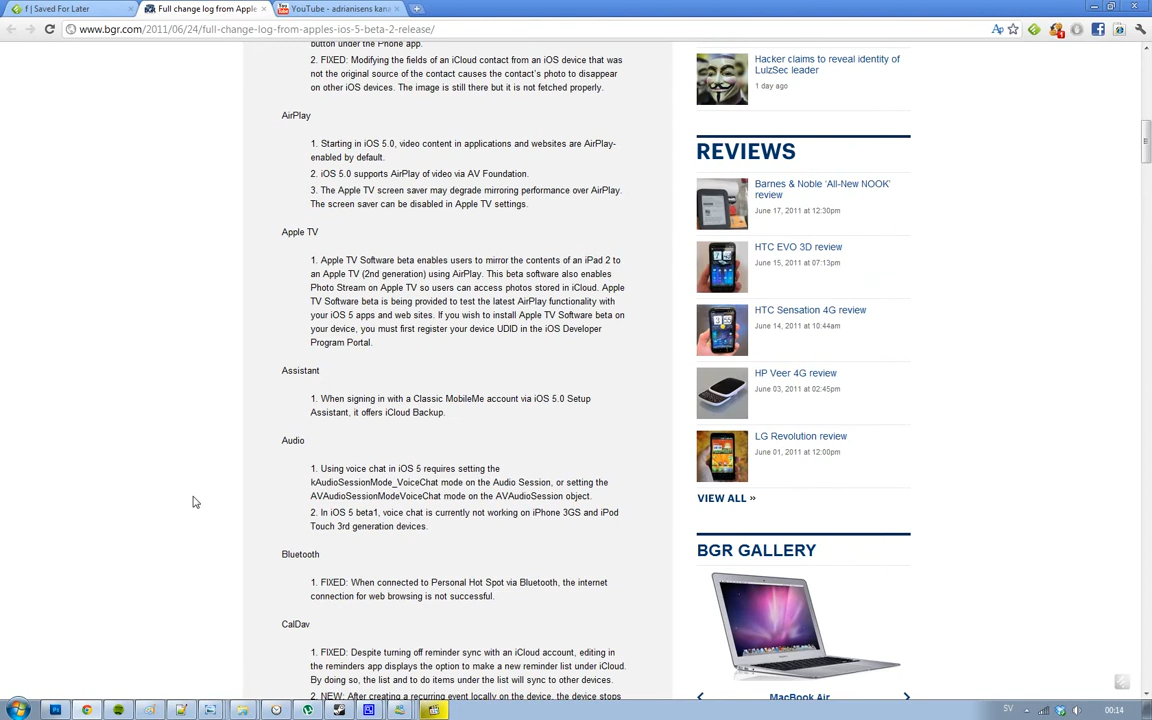 f | Saved For Later
Full change log from Apple
YouTube - adrianisens kana
www.bgr.com/2011/06/24/full-change-log-from-apples-ios-5-beta-2-release/
button under the Phone app.
2. FIXED: Modifying the fields of an iCloud contact from an iOS device that was
not the original source of the contact causes the contact's photo to disappear
on other iOS devices. The image is still there but it is not fetched properly.
AirPlay
1. Starting in iOS 5.0, video content in applications and websites are AirPlay-
enabled by default.
2. iOS 5.0 supports AirPlay of video via AV Foundation.
3. The Apple TV screen saver may degrade mirroring performance over AirPlay.
The screen saver can be disabled in Apple TV settings.
Apple TV
1. Apple TV Software beta enables users to mirror the contents of an iPad 2 to
an Apple TV (2nd generation) using AirPlay. This beta software also enables
Photo Stream on Apple TV so users can access photos stored in iCloud. Apple
TV Software beta is being provided to test the latest AirPlay functionality with
your iOS 5 apps and web sites. If you wish to install Apple TV Software beta on
your device, you must first register your device UDID in the iOS Developer
Program Portal.
Assistant
1. When signing in with a Classic MobileMe account via iOS 5.0 Setup
Assistant, it offers iCloud Backup.
Audio
1. Using voice chat in iOS 5 requires setting the
kAudioSessionMode_VoiceChat mode on the Audio Session, or setting the
AVAudioSessionModeVoiceChat mode on the AVAudioSession object.
2. In iOS 5 beta1, voice chat is currently not working on iPhone 3GS and iPod
Touch 3rd generation devices.
Bluetooth
1. FIXED: When connected to Personal Hot Spot via Bluetooth, the internet
connection for web browsing is not successful.
CalDav
1. FIXED: Despite turning off reminder sync with an iCloud account, editing in
the reminders app displays the option to make a new reminder list under iCloud.
By doing so, the list and to do items under the list will sync to other devices.
2. NEW: After creating a recurring event locally on the device, the device stops
Hacker claims to reveal identity of
LulzSec leader
1 day ago
REVIEWS
Barnes & Noble 'All-New NOOK'
review
June 17, 2011 at 12:30pm
HTC EVO 3D review
June 15, 2011 at 07:13pm
HTC Sensation 4G review
June 14, 2011 at 10:44am
HP Veer 4G review
June 03, 2011 at 02:45pm
LG Revolution review
June 01, 2011 at 12:00pm
VIEW ALL »
BGR GALLERY
MacBook Air
SV
00:14